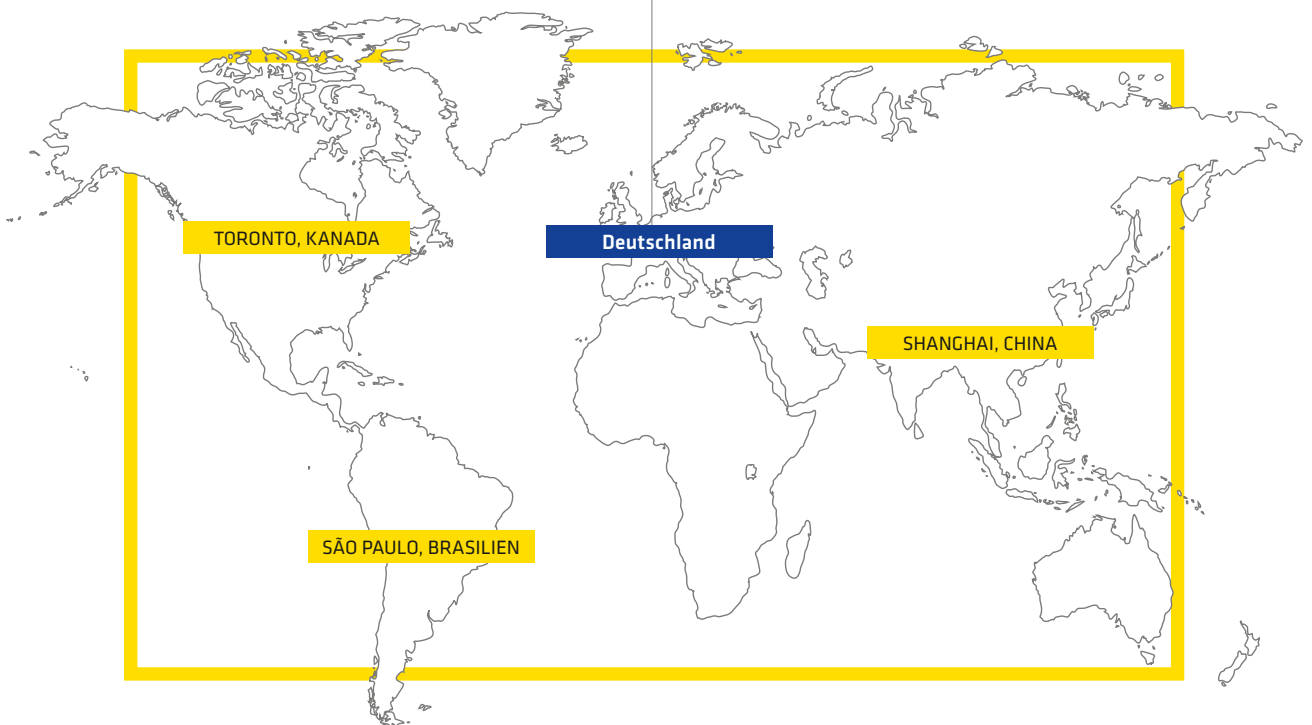 TORONTO, KANADA
Deutschland
SHANGHAI, CHINA
SÃO PAULO, BRASILIEN